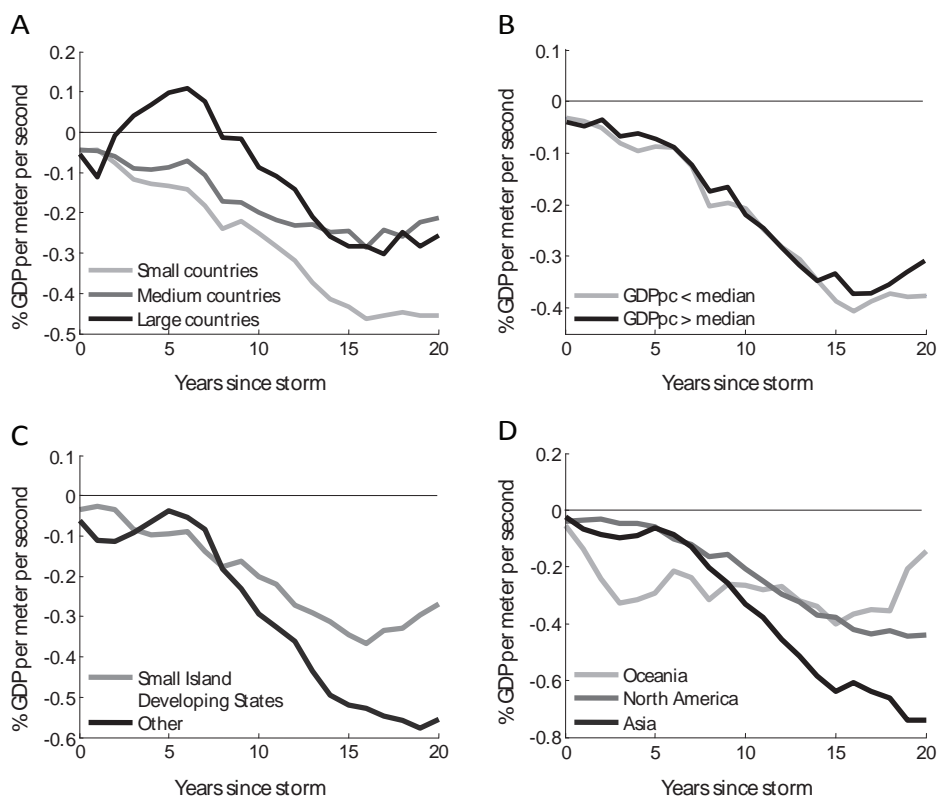 A
0.2
0.1
0
-0.1
-0.2
-0.3
-0.4
-0.5
% GDP per meter per second
Small countries
Medium countries
Large countries
0 5 10 15 20
Years since storm
B
0.1
0
-0.1
-0.2
-0.3
-0.4
% GDP per meter per second
GDPpc < median
GDPpc > median
0 5 10 15 20
Years since storm
C
0.1
0
-0.1
-0.2
-0.3
-0.4
-0.5
-0.6
% GDP per meter per second
Small Island
Developing States
Other
0 5 10 15 20
Years since storm
D
0.2
0
-0.2
-0.4
-0.6
-0.8
% GDP per meter per second
Oceania
North America
Asia
0 5 10 15 20
Years since storm